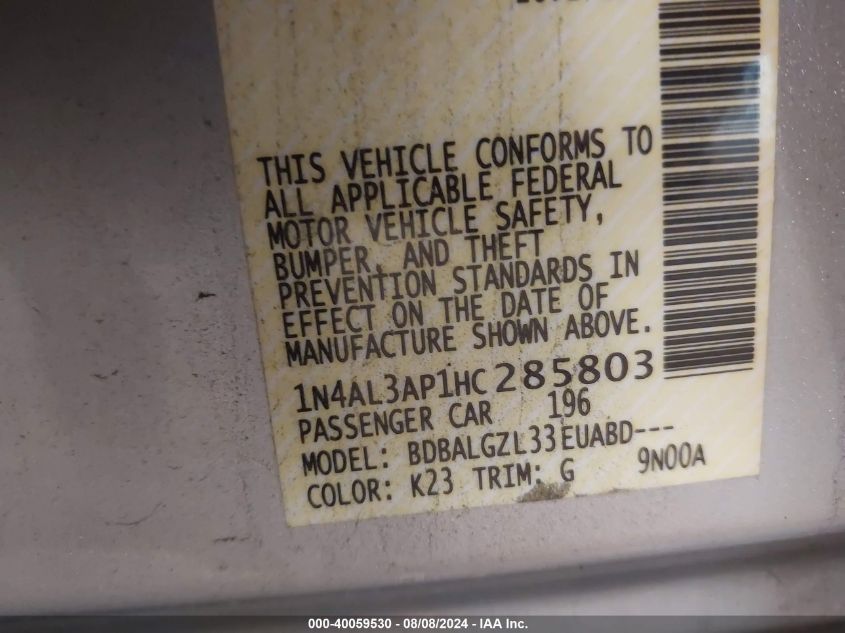 THIS VEHICLE CONFORMS TO
ALL APPLICABLE FEDERAL
MOTOR VEHICLE SAFETY,
BUMPER, AND THEFT
PREVENTION STANDARDS IN
EFFECT ON THE DATE OF
MANUFACTURE SHOWN ABOVE.
1N4AL3AP1HC285803
PASSENGER CAR 196
MODEL: BDBALGZL33EUABD---
COLOR: K23 TRIM: G 9N00A
000-40059530 - 08/08/2024 - IAA Inc.